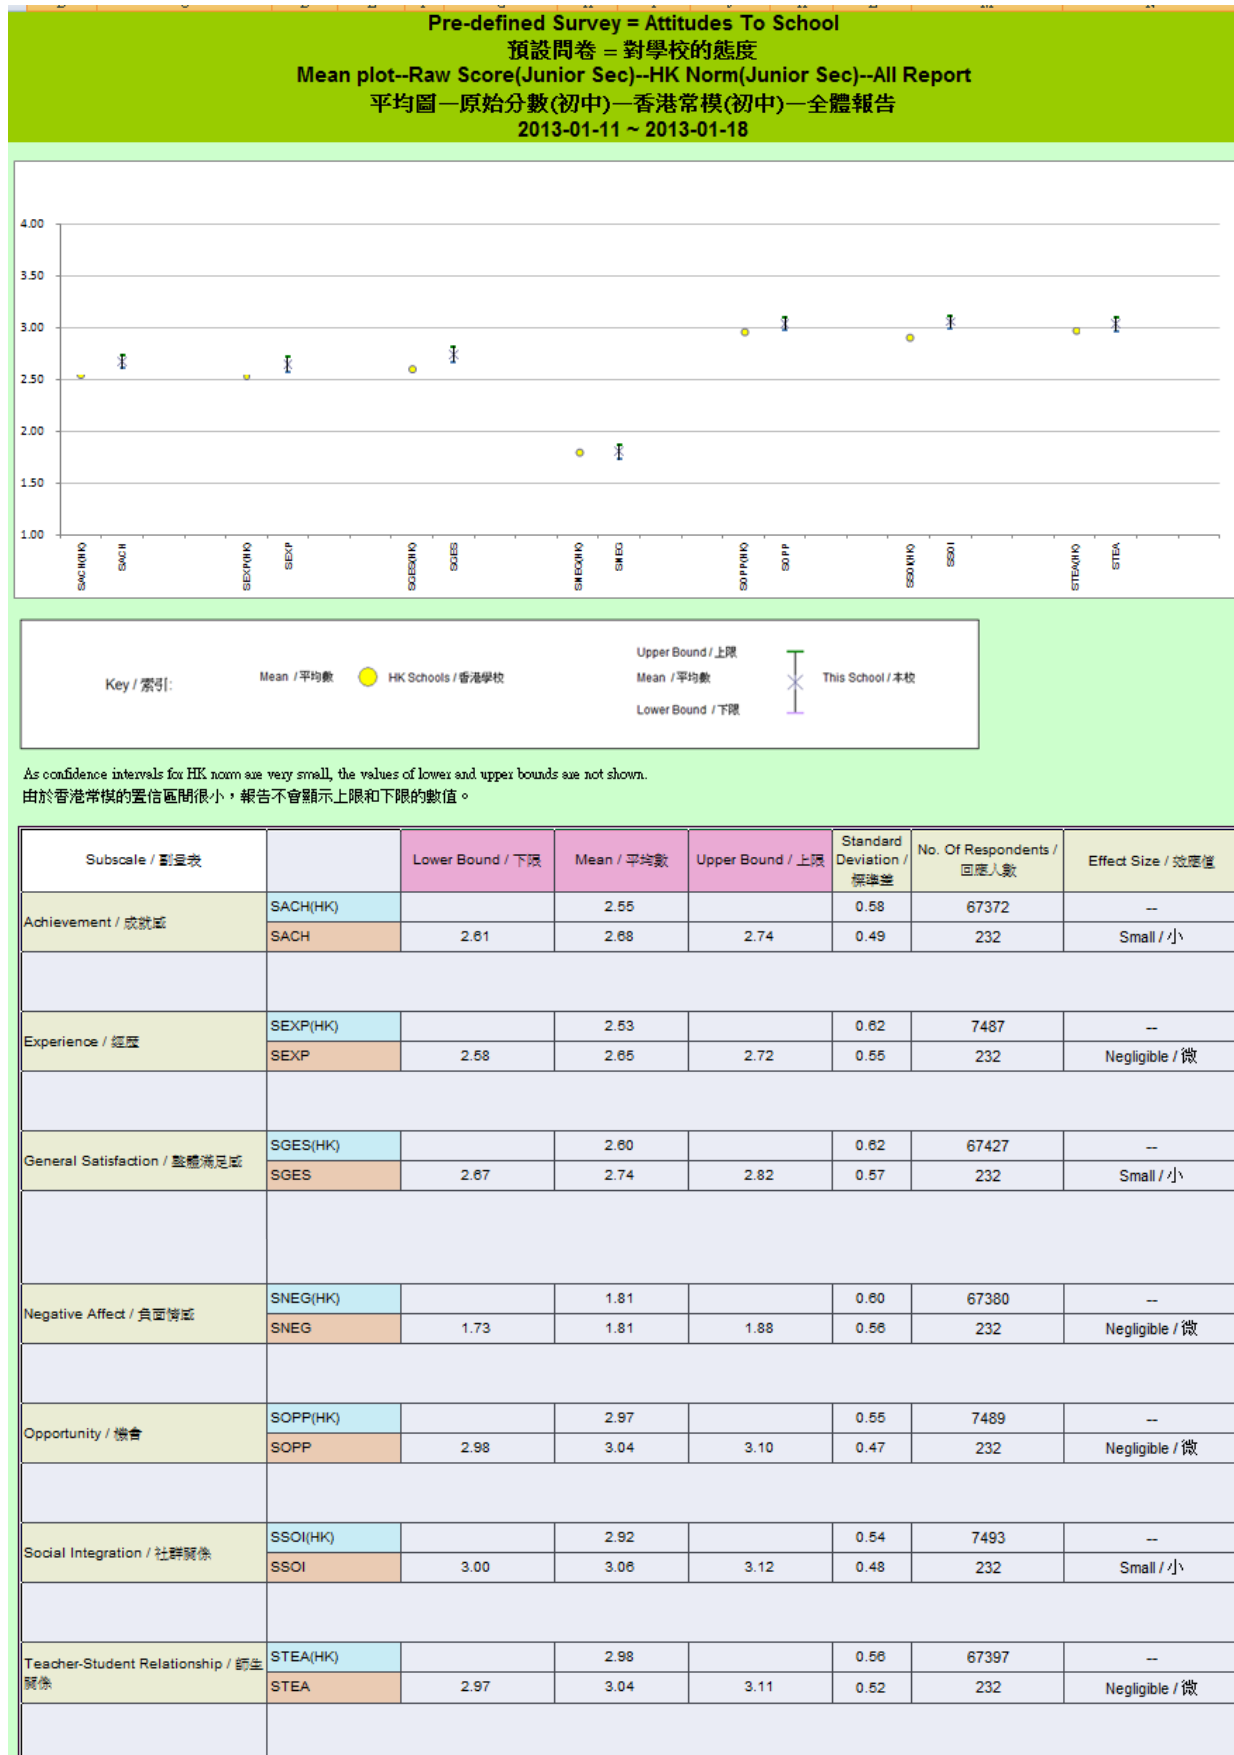 Pre-defined Survey = Attitudes To School
預設問卷 = 對學校的態度
Mean plot--Raw Score(Junior Sec)--HK Norm(Junior Sec)--All Report
平均圖—原始分數(初中)—香港常模(初中)—全體報告
2013-01-11 ~ 2013-01-18
4.00
3.50
3.00
2.50
2.00
1.50
1.00
SACH(HK) SACH SEXP(HK) SEXP SGES(HK) SGES SNEG(HK) SNEG SOPP(HK) SOPP SSOI(HK) SSOI STEA(HK) STEA
Key / 索引:
Mean / 平均數 HK Schools / 香港學校
Upper Bound / 上限
Mean / 平均數
Lower Bound / 下限
This School / 本校
As confidence intervals for HK norm are very small, the values of lower and upper bounds are not shown.
由於香港常模的置信區間很小，報告不會顯示上限和下限的數值。
Subscale / 副量表 Lower Bound / 下限 Mean / 平均數 Upper Bound / 上限 Standard Deviation / 標準差 No. Of Respondents / 回應人數 Effect Size / 效應值
Achievement / 成就感
SACH(HK) 2.55 0.58 67372 --
SACH 2.61 2.68 2.74 0.49 232 Small / 小
Experience / 經歷
SEXP(HK) 2.53 0.62 7487 --
SEXP 2.58 2.65 2.72 0.55 232 Negligible / 微
General Satisfaction / 整體滿足感
SGES(HK) 2.60 0.62 67427 --
SGES 2.67 2.74 2.82 0.57 232 Small / 小
Negative Affect / 負面情感
SNEG(HK) 1.81 0.60 67380 --
SNEG 1.73 1.81 1.88 0.56 232 Negligible / 微
Opportunity / 機會
SOPP(HK) 2.97 0.55 7489 --
SOPP 2.98 3.04 3.10 0.47 232 Negligible / 微
Social Integration / 社群關係
SSOI(HK) 2.92 0.54 7493 --
SSOI 3.00 3.06 3.12 0.48 232 Small / 小
Teacher-Student Relationship / 師生
關係
STEA(HK) 2.98 0.56 67397 --
STEA 2.97 3.04 3.11 0.52 232 Negligible / 微